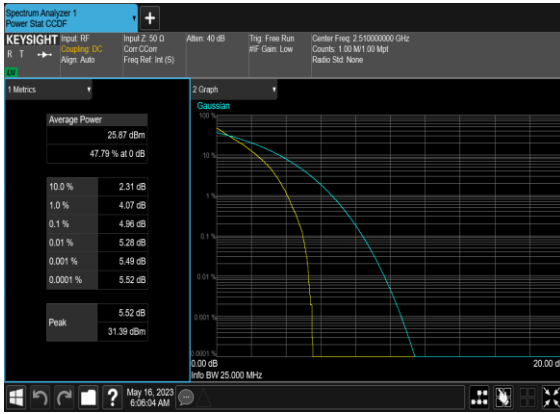 Spectrum Analyzer 1
Power Stat CCDF
KEYSIGHT
R T
LXI
Input: RF
Coupling: DC
Align: Auto
Input Z: 50 Ω
Corr CCorr
Freq Ref: Int (S)
Atten: 40 dB
Trig: Free Run
#IF Gain: Low
Center Freq: 2.510000000 GHz
Counts: 1.00 M/1.00 Mpt
Radio Std: None
1 Metrics
Average Power
25.87 dBm
47.79 % at 0 dB
10.0 % 2.31 dB
1.0 % 4.07 dB
0.1 % 4.96 dB
0.01 % 5.28 dB
0.001 % 5.49 dB
0.0001 % 5.52 dB
Peak
5.52 dB
31.39 dBm
2 Graph
Gaussian
100 %
10 %
1 %
0.1 %
0.01 %
0.001 %
0.0001 %
0.00 dB
20.00 d
Info BW 25.000 MHz
?
May 16, 2023
6:06:04 AM